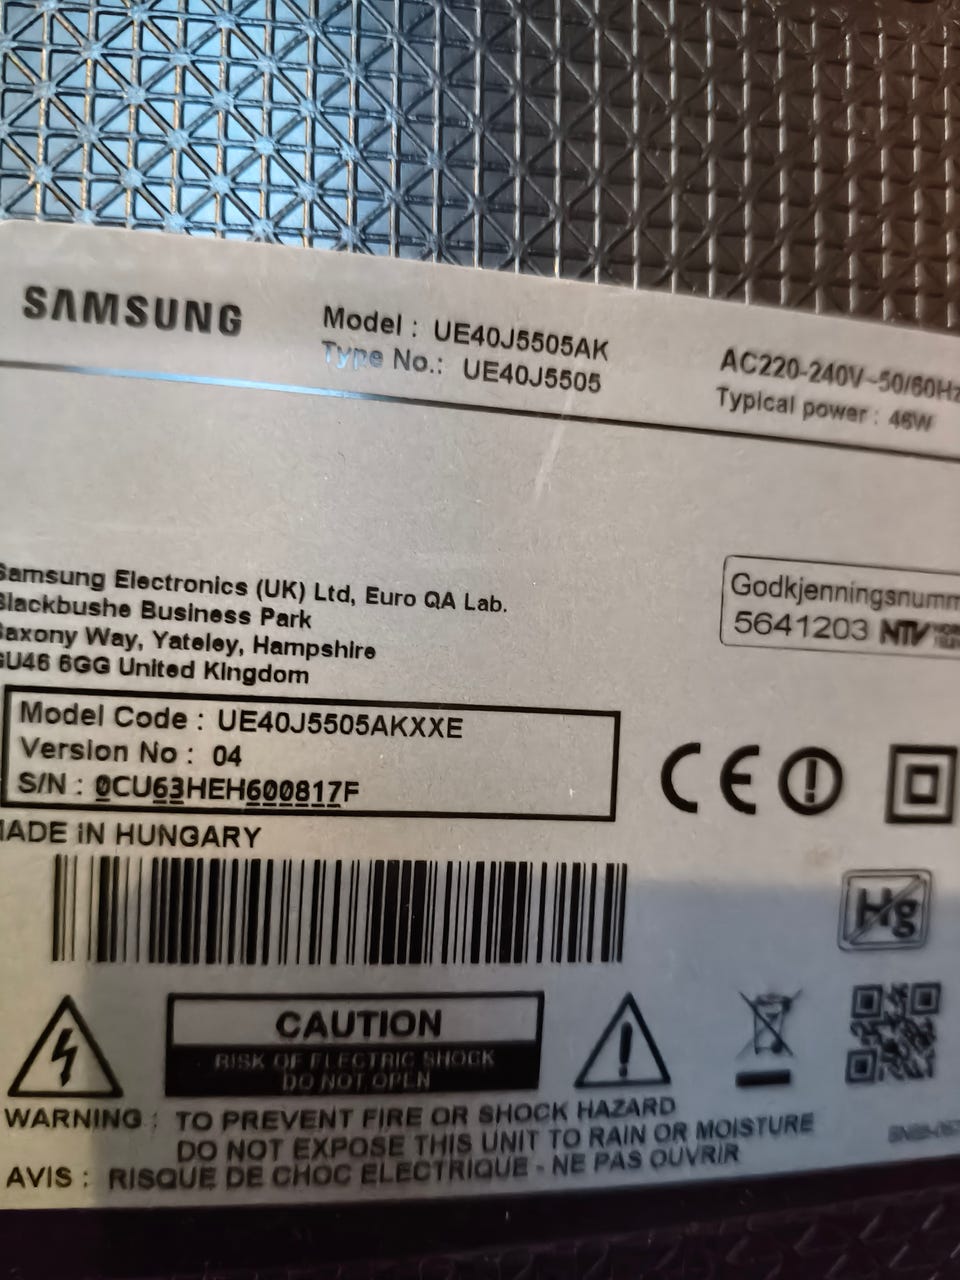 SAMSUNG
Model : UE40J5505AK
Type No.: UE40J5505
AC220-240V~50/60Hz
Typical power : 46W
Samsung Electronics (UK) Ltd, Euro QA Lab.
Blackbushe Business Park
Saxony Way, Yateley, Hampshire
GU46 6GG United Kingdom
Godkjenningsnumm
5641203 NTV
Model Code : UE40J5505AKXXE
Version No : 04
S/N : 0CU63HEH600817F
MADE IN HUNGARY
CE
Hg
CAUTION
RISK OF ELECTRIC SHOCK
DO NOT OPEN
WARNING : TO PREVENT FIRE OR SHOCK HAZARD
DO NOT EXPOSE THIS UNIT TO RAIN OR MOISTURE
AVIS : RISQUE DE CHOC ELECTRIQUE - NE PAS OUVRIR